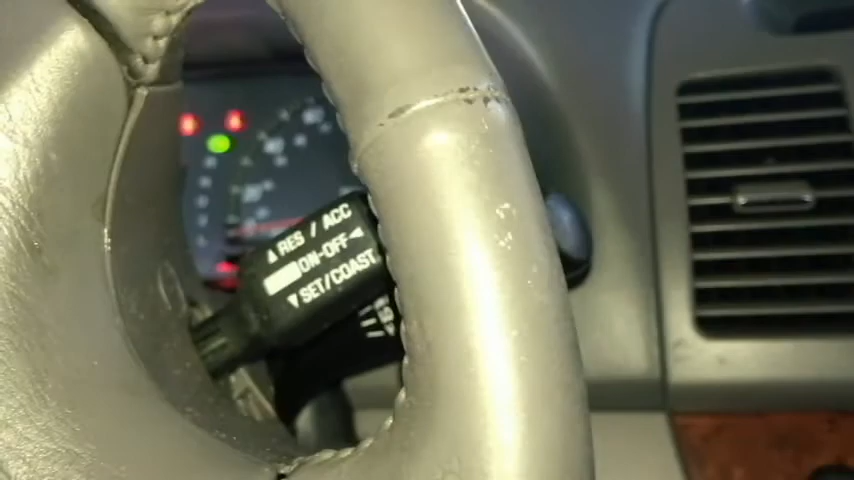 ▲RES / ACC
ON-OFF◀
▼SET/COAST